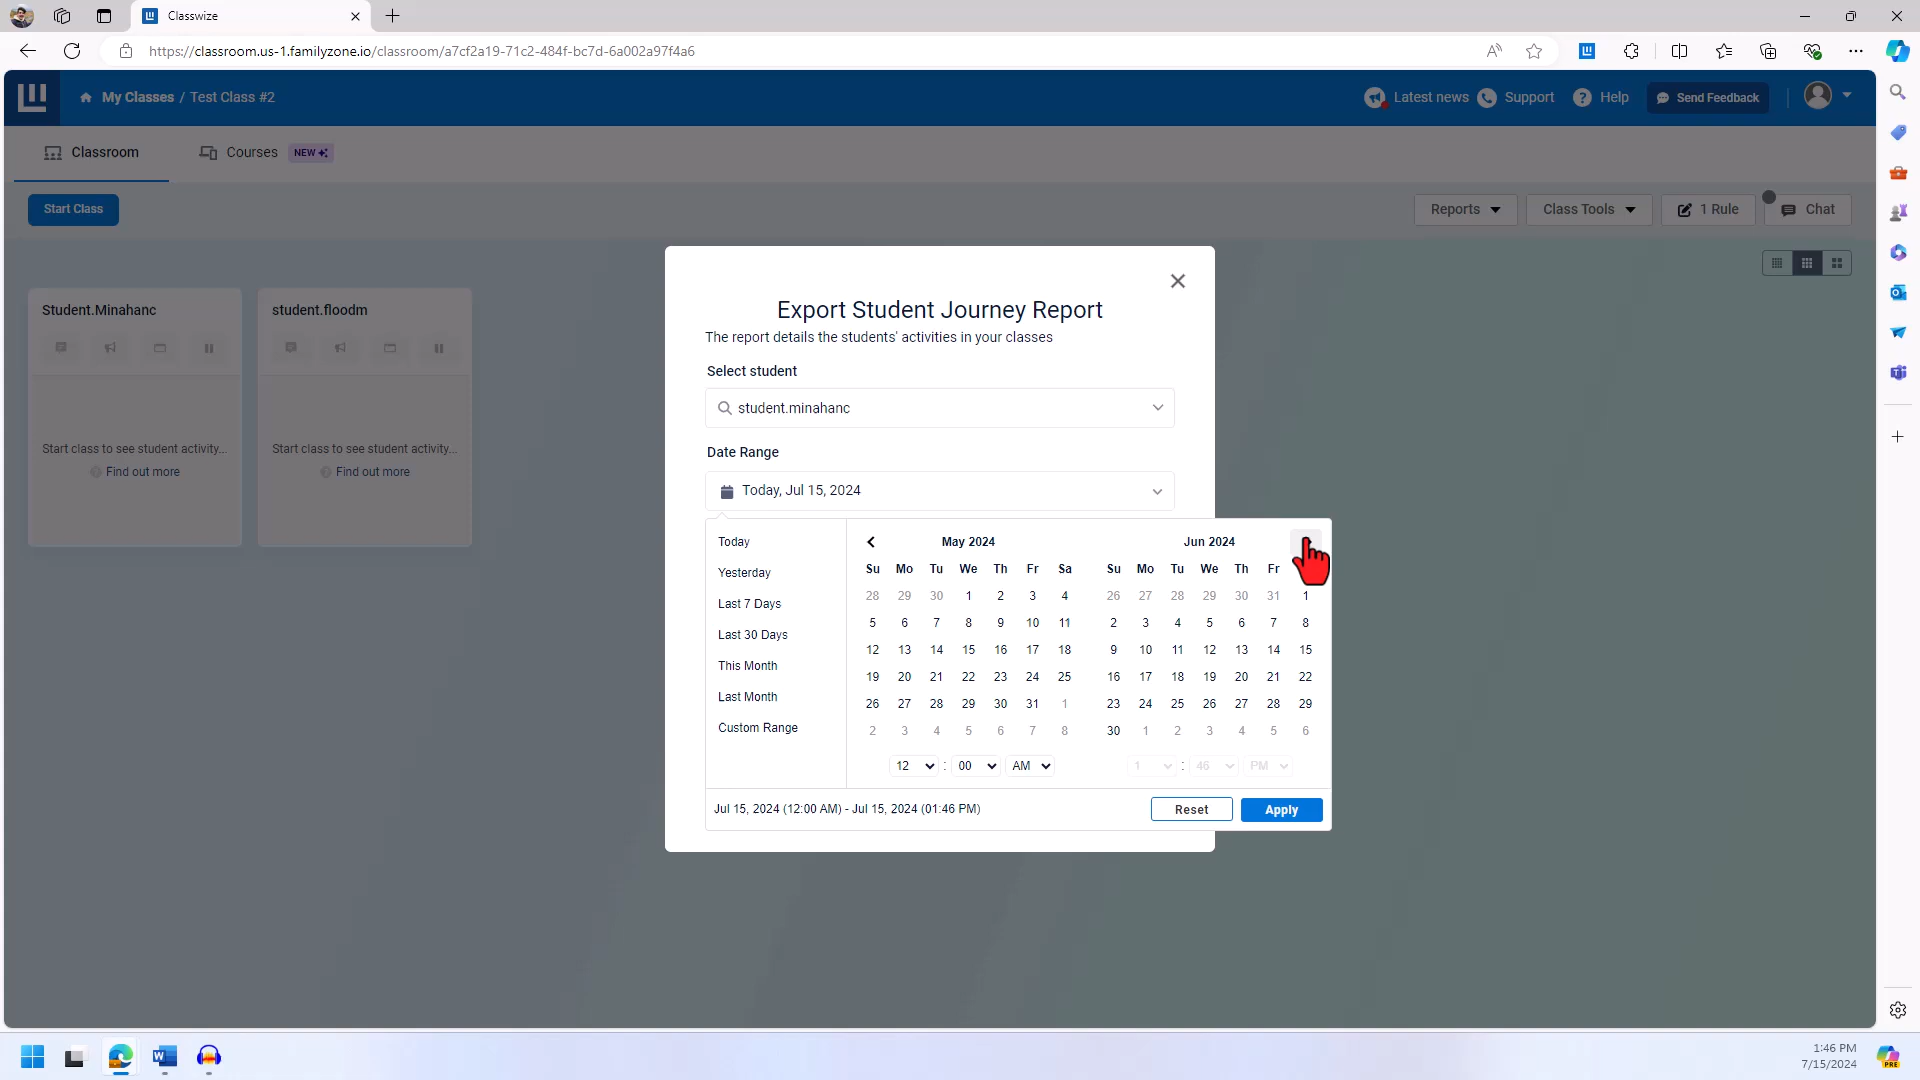 Classwize
https://classroom.us-1.familyzone.io/classroom/a7cf2a19-71c2-484f-bc7d-6a002a97f4a6
My Classes / Test Class #2
Latest news Support Help Send Feedback
Classroom Courses NEW
Start Class Reports Class Tools 1 Rule Chat
Student.Minahanc student.floodm
Start class to see student activity... Start class to see student activity...
Find out more Find out more
Export Student Journey Report
The report details the students' activities in your classes
Select student
student.minahanc
Date Range
Today, Jul 15, 2024
Today
Yesterday
Last 7 Days
Last 30 Days
This Month
Last Month
Custom Range
May 2024
Su Mo Tu We Th Fr Sa
28 29 30 1 2 3 4
5 6 7 8 9 10 11
12 13 14 15 16 17 18
19 20 21 22 23 24 25
26 27 28 29 30 31 1
2 3 4 5 6 7 8
12 : 00 AM
Jun 2024
Su Mo Tu We Th Fr
26 27 28 29 30 31 1
2 3 4 5 6 7 8
9 10 11 12 13 14 15
16 17 18 19 20 21 22
23 24 25 26 27 28 29
30 1 2 3 4 5 6
1 : 46 PM
Jul 15, 2024 (12:00 AM) - Jul 15, 2024 (01:46 PM) Reset Apply
1:46 PM
7/15/2024
PRE